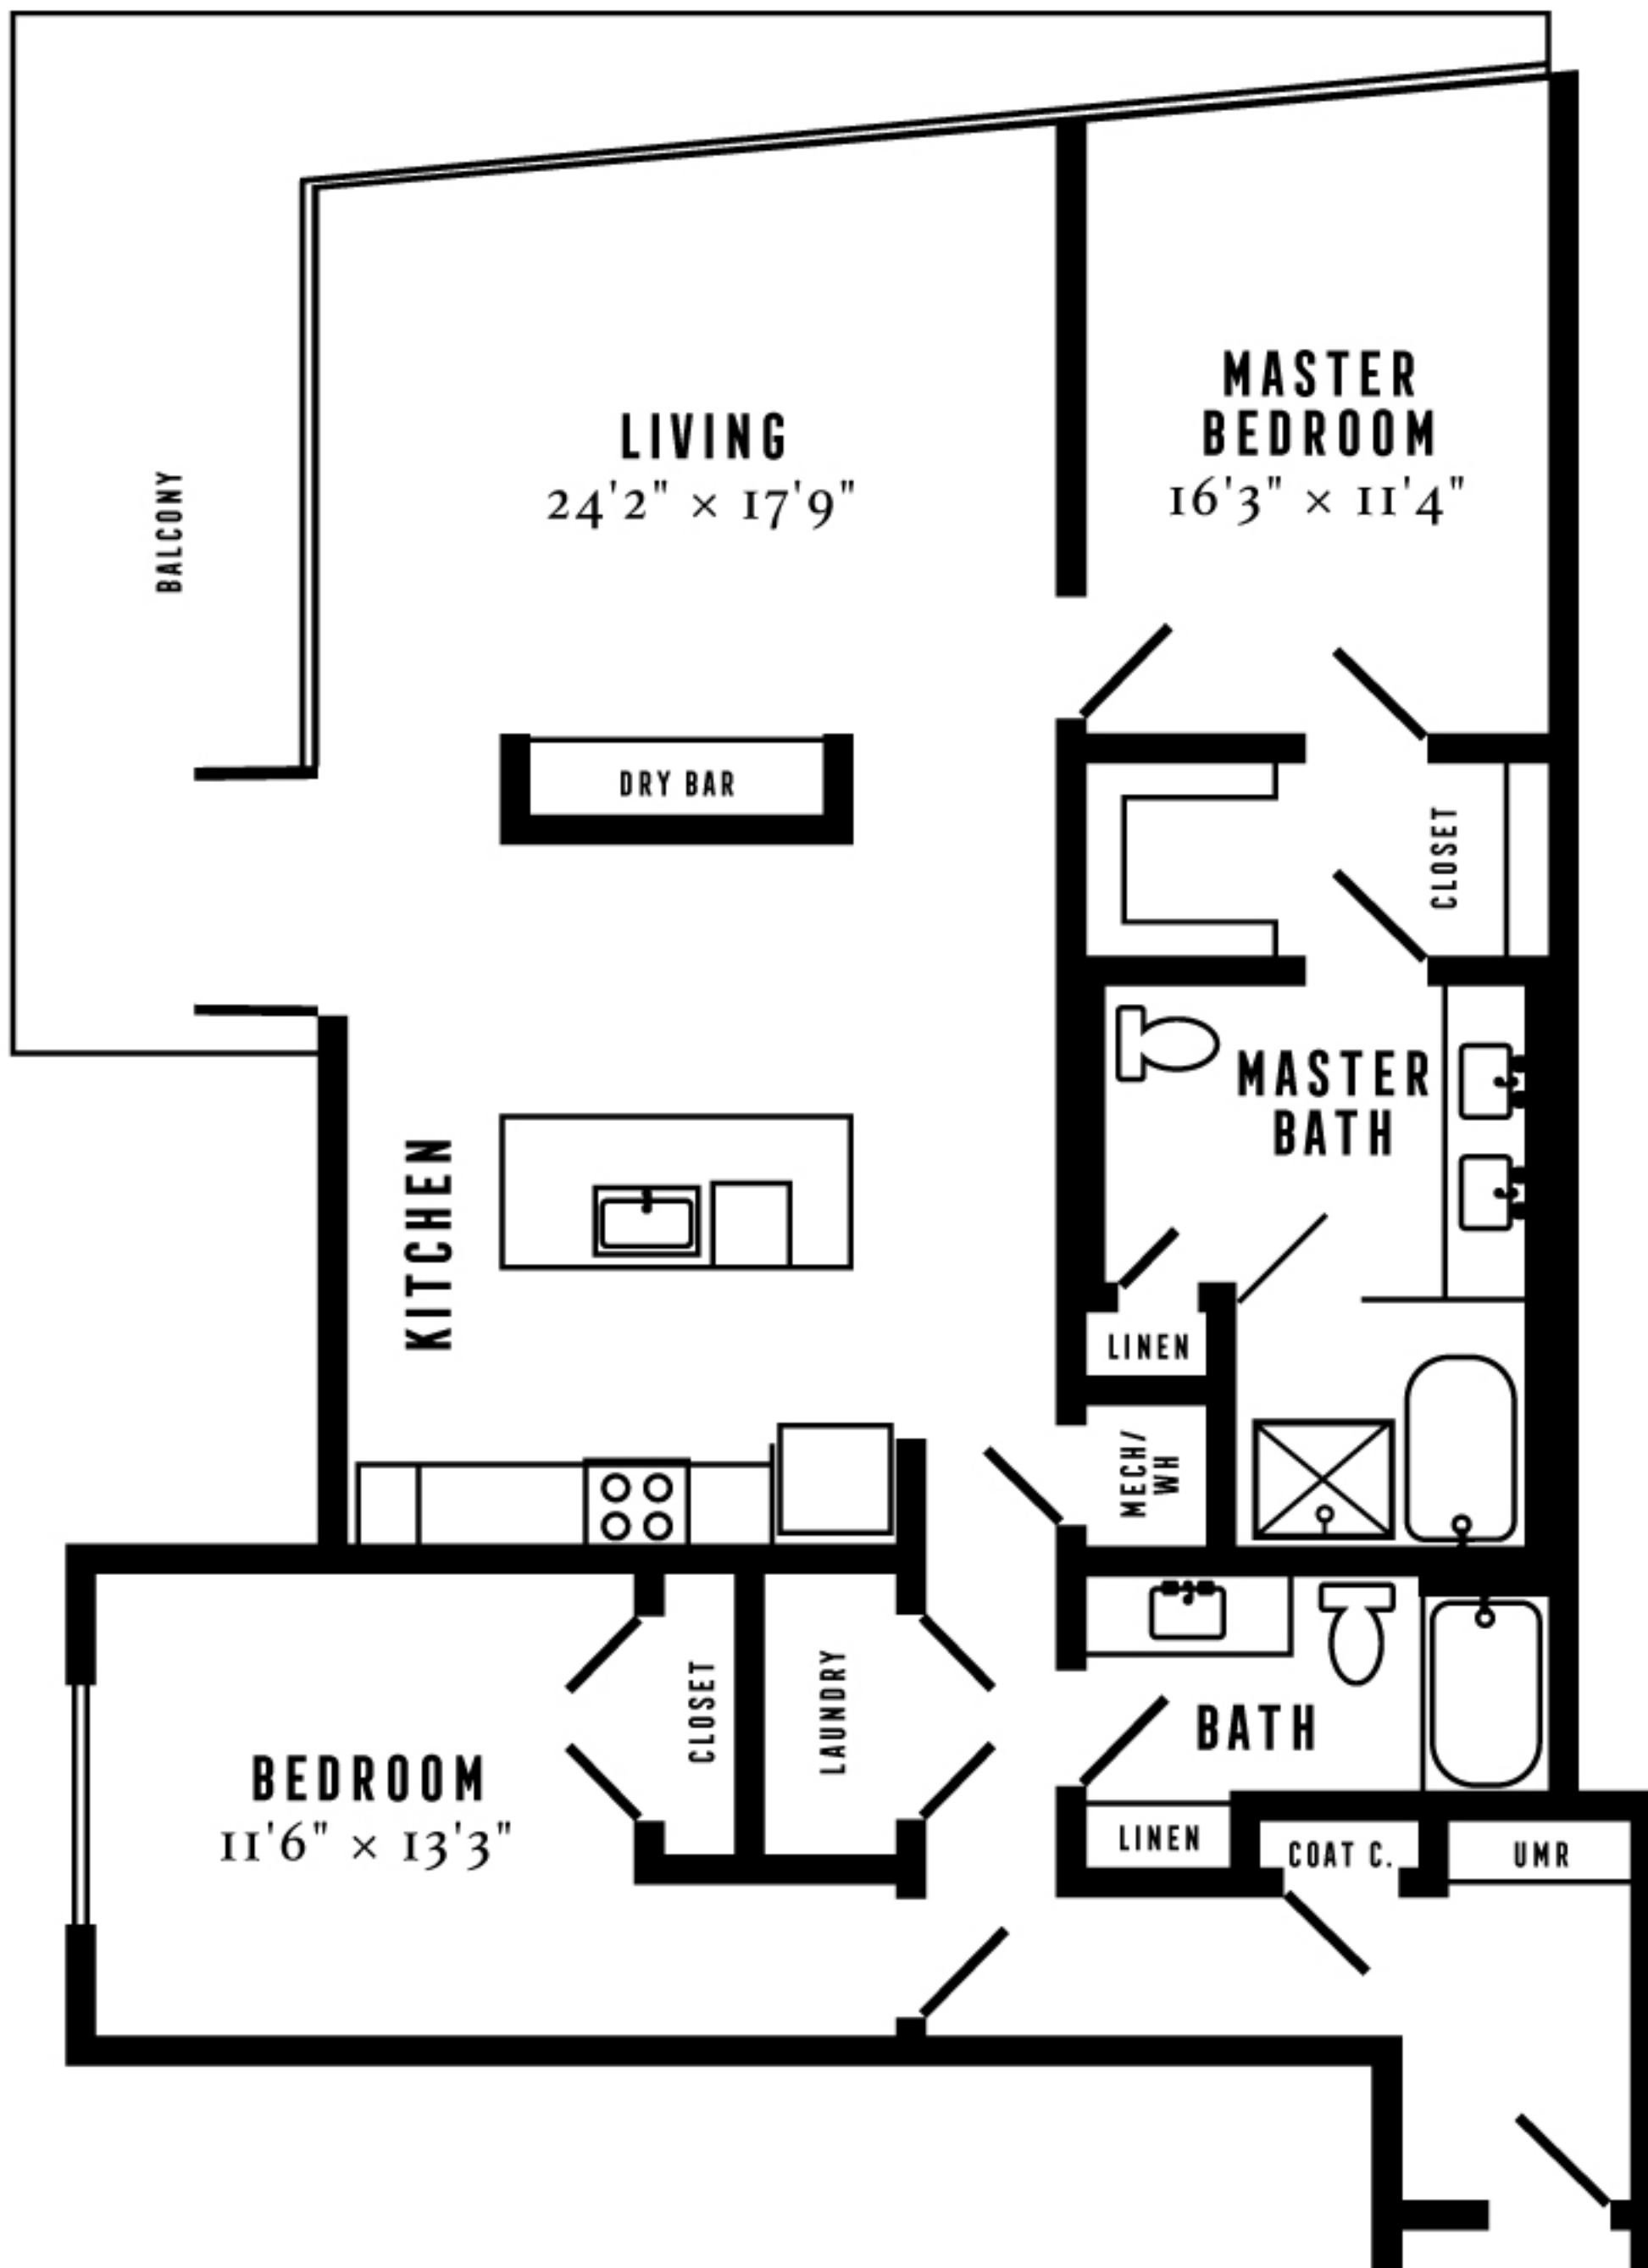 MASTER
BEDROOM
16'3" × 11'4"
LIVING
24'2" × 17'9"
BALCONY
DRY BAR
CLOSET
MASTER
BATH
KITCHEN
LINEN
MECH/
WH
CLOSET
LAUNDRY
BATH
BEDROOM
11'6" × 13'3"
LINEN
COAT C.
UMR